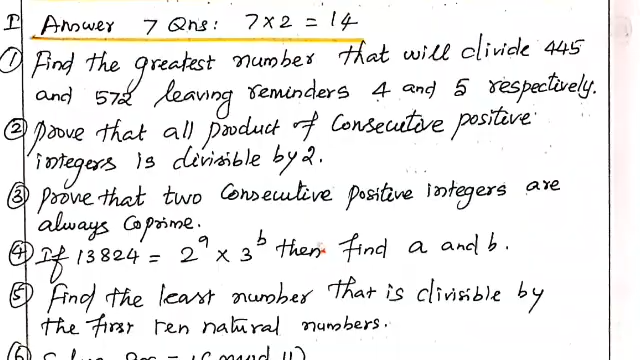 I Answer 7 Qns: 7 × 2 = 14
① Find the greatest number that will divide 445
and 572 leaving reminders 4 and 5 respectively.
② Prove that all product of consecutive positive
integers is divisible by 2.
③ Prove that two consecutive positive integers are
always coprime.
④ If 13824 = 2^a × 3^b then find a and b.
⑤ Find the least number that is divisible by
the first ten natural numbers.